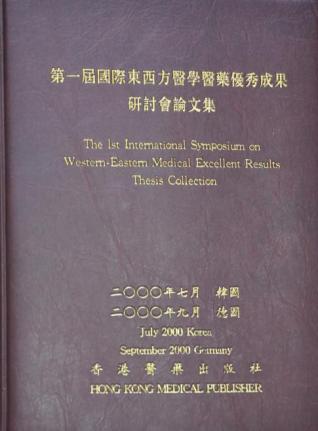 第一屆國際東西方醫學醫藥優秀成果
研討會論文集
The 1st International Symposium on
Western-Eastern Medical Excellent Results
Thesis Collection
二〇〇〇年七月 韓國
二〇〇〇年九月 德國
July 2000 Korea
September 2000 Germany
香港醫藥出版社
HONG KONG MEDICAL PUBLISHER